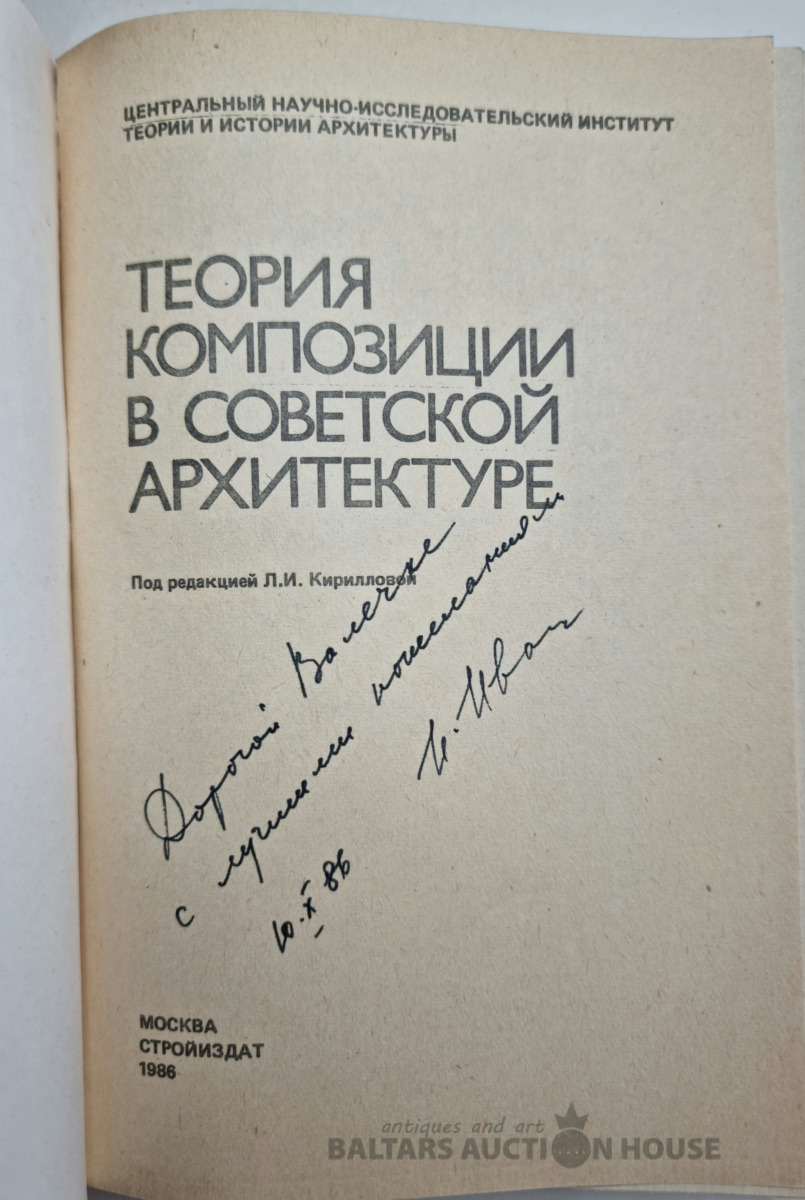 ЦЕНТРАЛЬНЫЙ НАУЧНО-ИССЛЕДОВАТЕЛЬСКИЙ ИНСТИТУТ
ТЕОРИИ И ИСТОРИИ АРХИТЕКТУРЫ
ТЕОРИЯ
КОМПОЗИЦИИ
В СОВЕТСКОЙ
АРХИТЕКТУРЕ
Под редакцией Л.И. Кирилловой
Дорогой Валечке
с лучшими пожеланиям
10.X 86
МОСКВА
СТРОЙИЗДАТ
1986
antiques and art
BALTARS AUCTION HOUSE